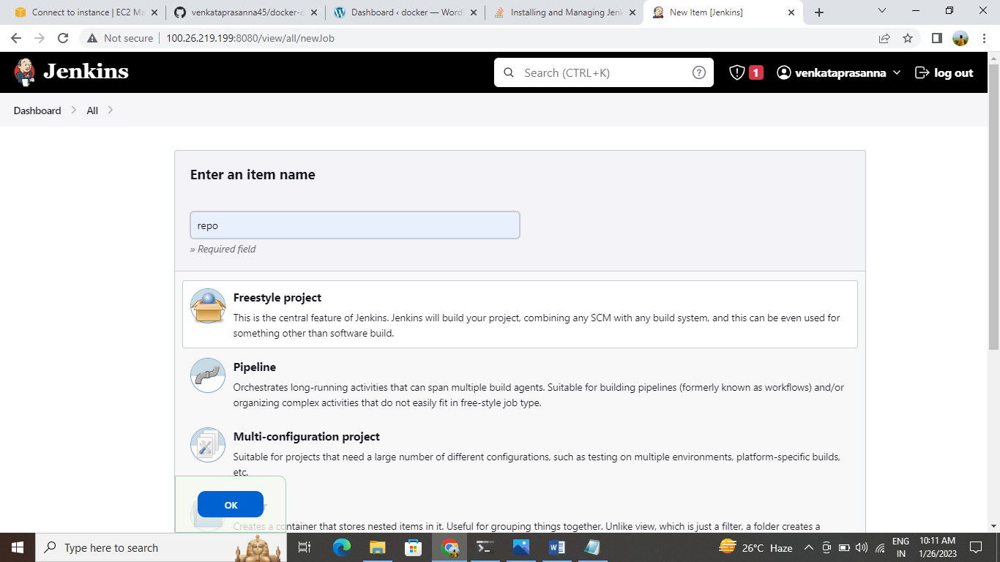 Connect to instance | EC2 Ma
venkataprasanna45/docker-c
Dashboard ‹ docker — Word
Installing and Managing Jenk
New Item [Jenkins]
Not secure
100.26.219.199:8080/view/all/newJob
Jenkins
Search (CTRL+K)
1
venkataprasanna
log out
Dashboard
All
Enter an item name
repo
» Required field
Freestyle project
This is the central feature of Jenkins. Jenkins will build your project, combining any SCM with any build system, and this can be even used for
something other than software build.
Pipeline
Orchestrates long-running activities that can span multiple build agents. Suitable for building pipelines (formerly known as workflows) and/or
organizing complex activities that do not easily fit in free-style job type.
Multi-configuration project
Suitable for projects that need a large number of different configurations, such as testing on multiple environments, platform-specific builds,
etc.
OK
Creates a container that stores nested items in it. Useful for grouping things together. Unlike view, which is just a filter, a folder creates a
Type here to search
26°C Haze
ENG
IN
10:11 AM
1/26/2023